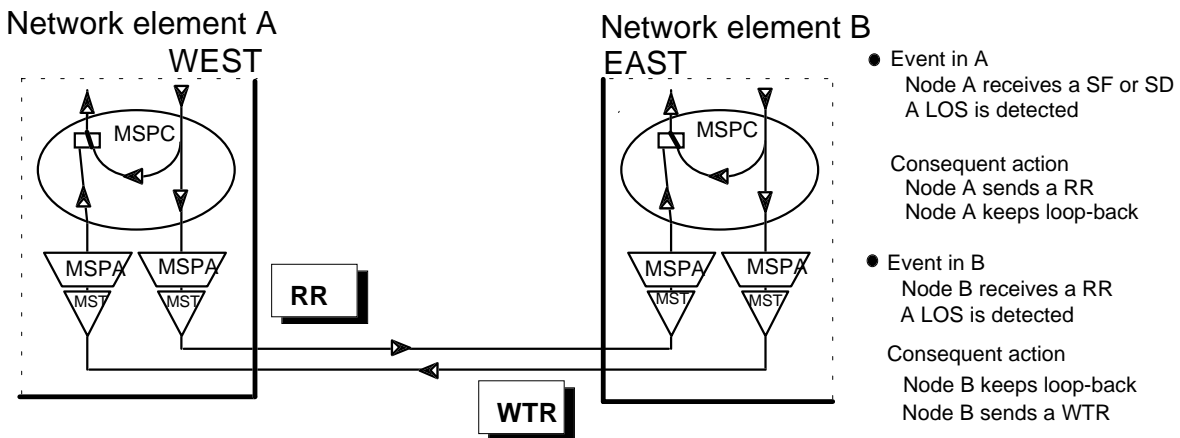 Network element A
WEST
MSPC
MSPA MSPA
MST MST
RR
WTR
Network element B
EAST
MSPC
MSPA MSPA
MST MST
● Event in A
Node A receives a SF or SD
A LOS is detected
Consequent action
Node A sends a RR
Node A keeps loop-back
● Event in B
Node B receives a RR
A LOS is detected
Consequent action
Node B keeps loop-back
Node B sends a WTR